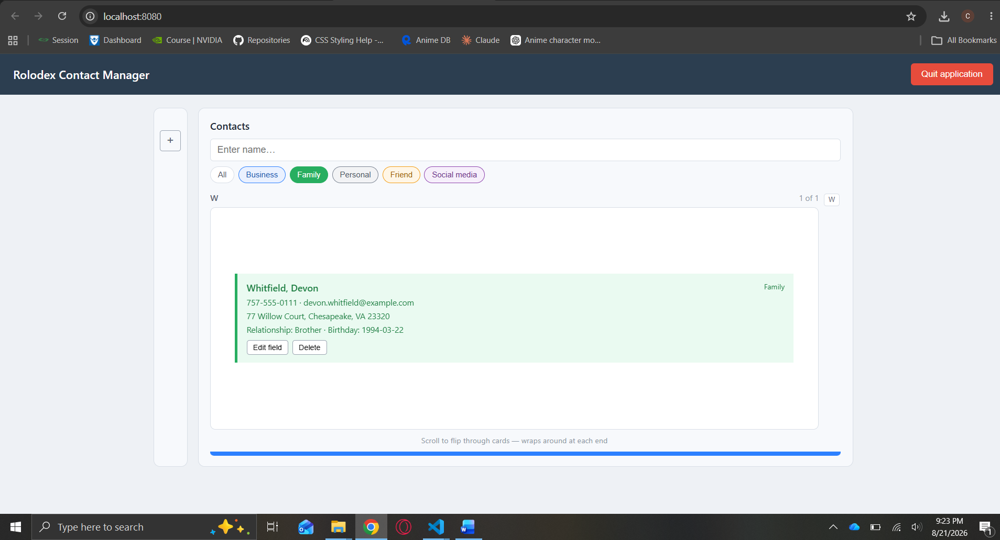 localhost:8080
C
Session
Dashboard
Course | NVIDIA
Repositories
CSS Styling Help -...
Anime DB
Claude
Anime character mo...
All Bookmarks
Rolodex Contact Manager
Quit application
+
Contacts
Enter name...
All
Business
Family
Personal
Friend
Social media
W
1 of 1
W
Whitfield, Devon
Family
757-555-0111 · devon.whitfield@example.com
77 Willow Court, Chesapeake, VA 23320
Relationship: Brother · Birthday: 1994-03-22
Edit field
Delete
Scroll to flip through cards — wraps around at each end
Type here to search
9:23 PM
8/21/2026
1